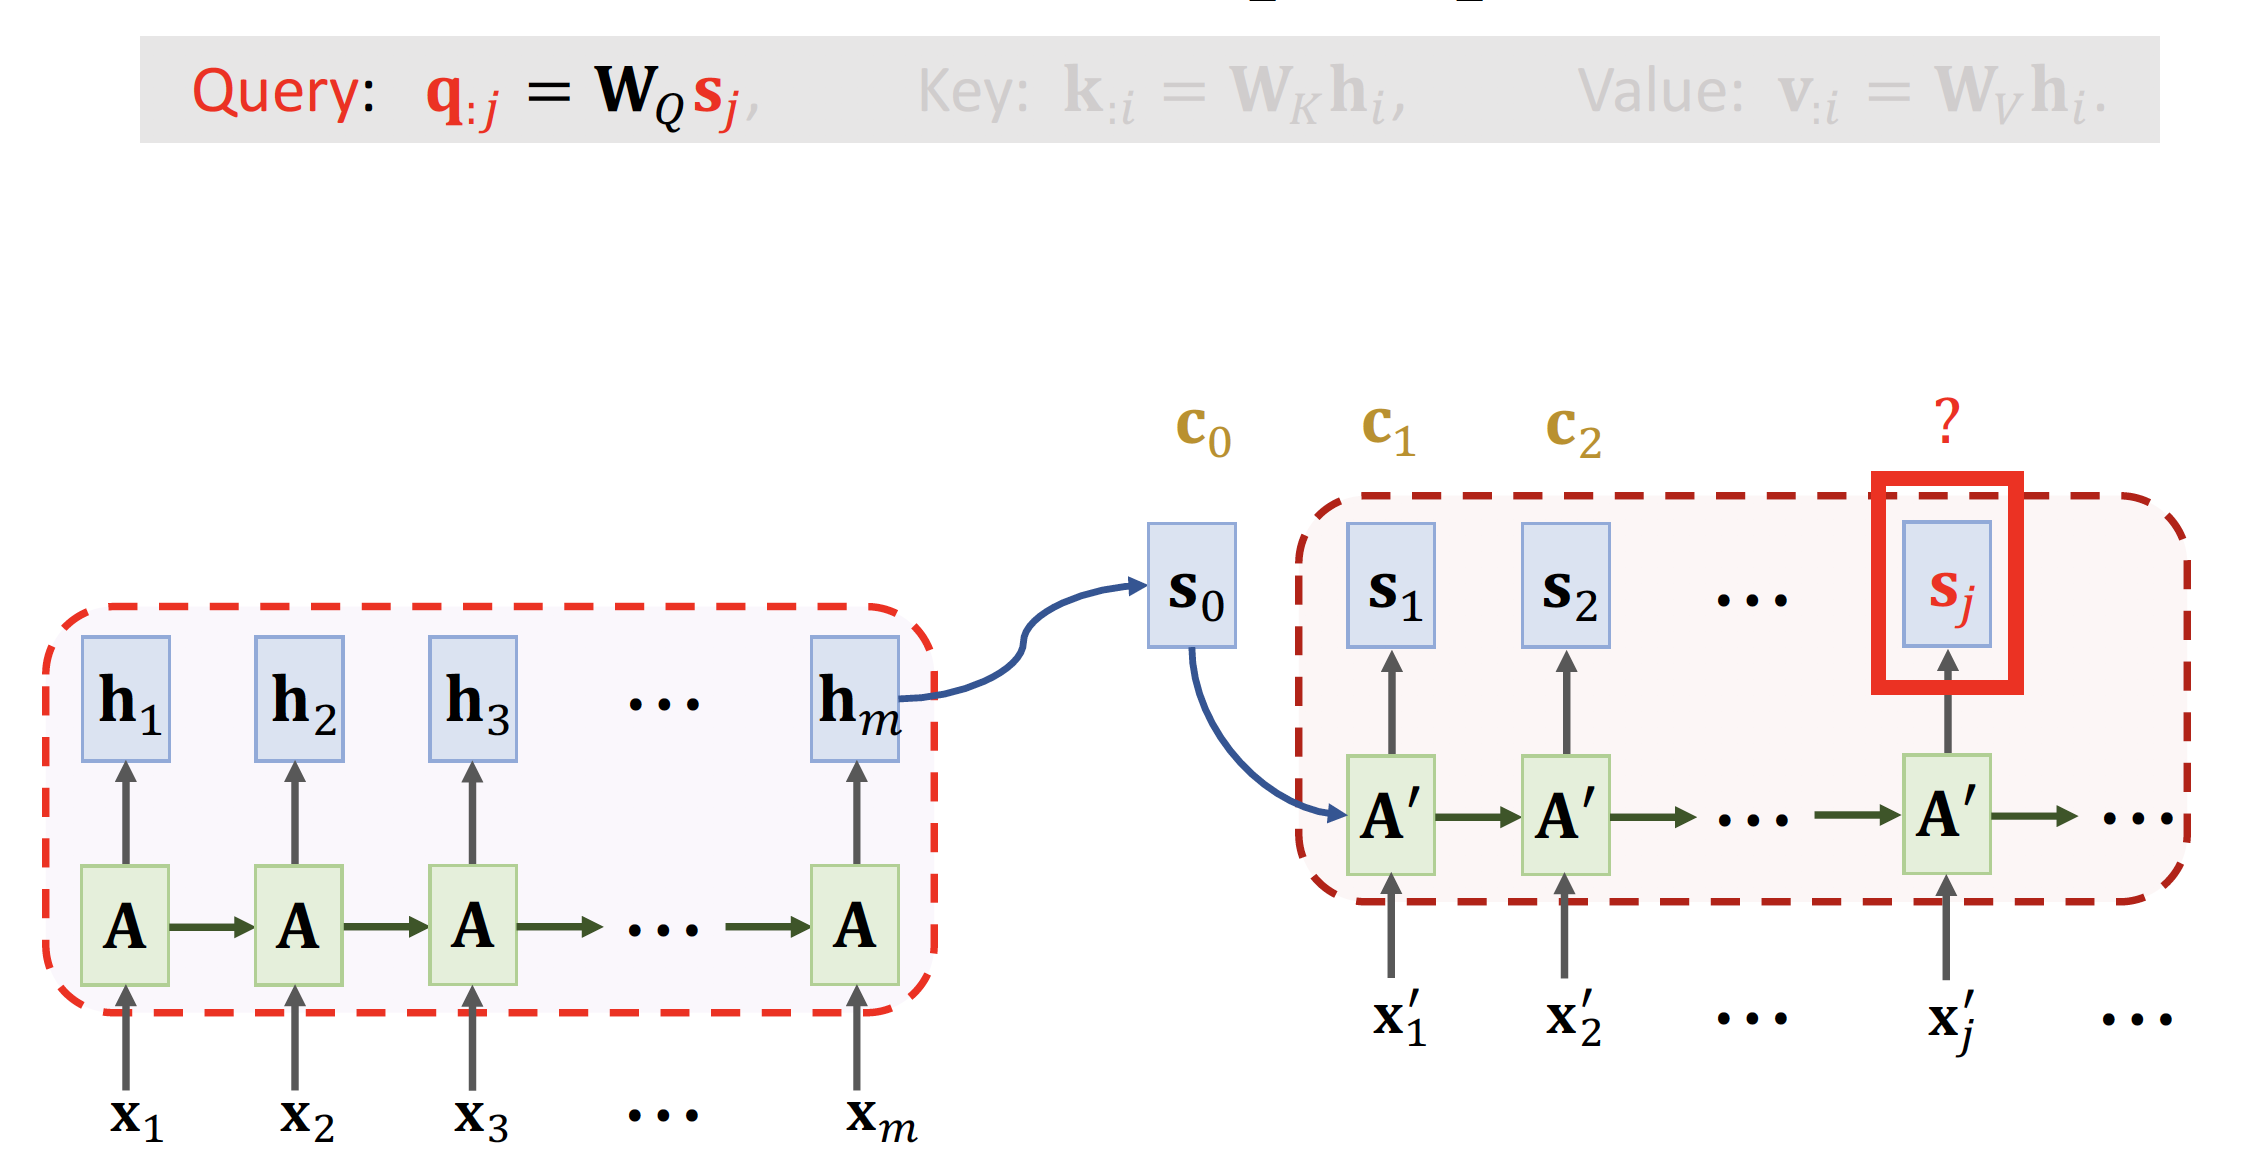 Query: q:j = WQ sj, Key: k:i = WK hi, Value: v:i = WV hi.
c0 c1 c2 ?
s0 s1 s2 ... sj
h1 h2 h3 ... hm
A' A' ... A' ...
A A A ... A
x'1 x'2 ... x'j ...
x1 x2 x3 ... xm